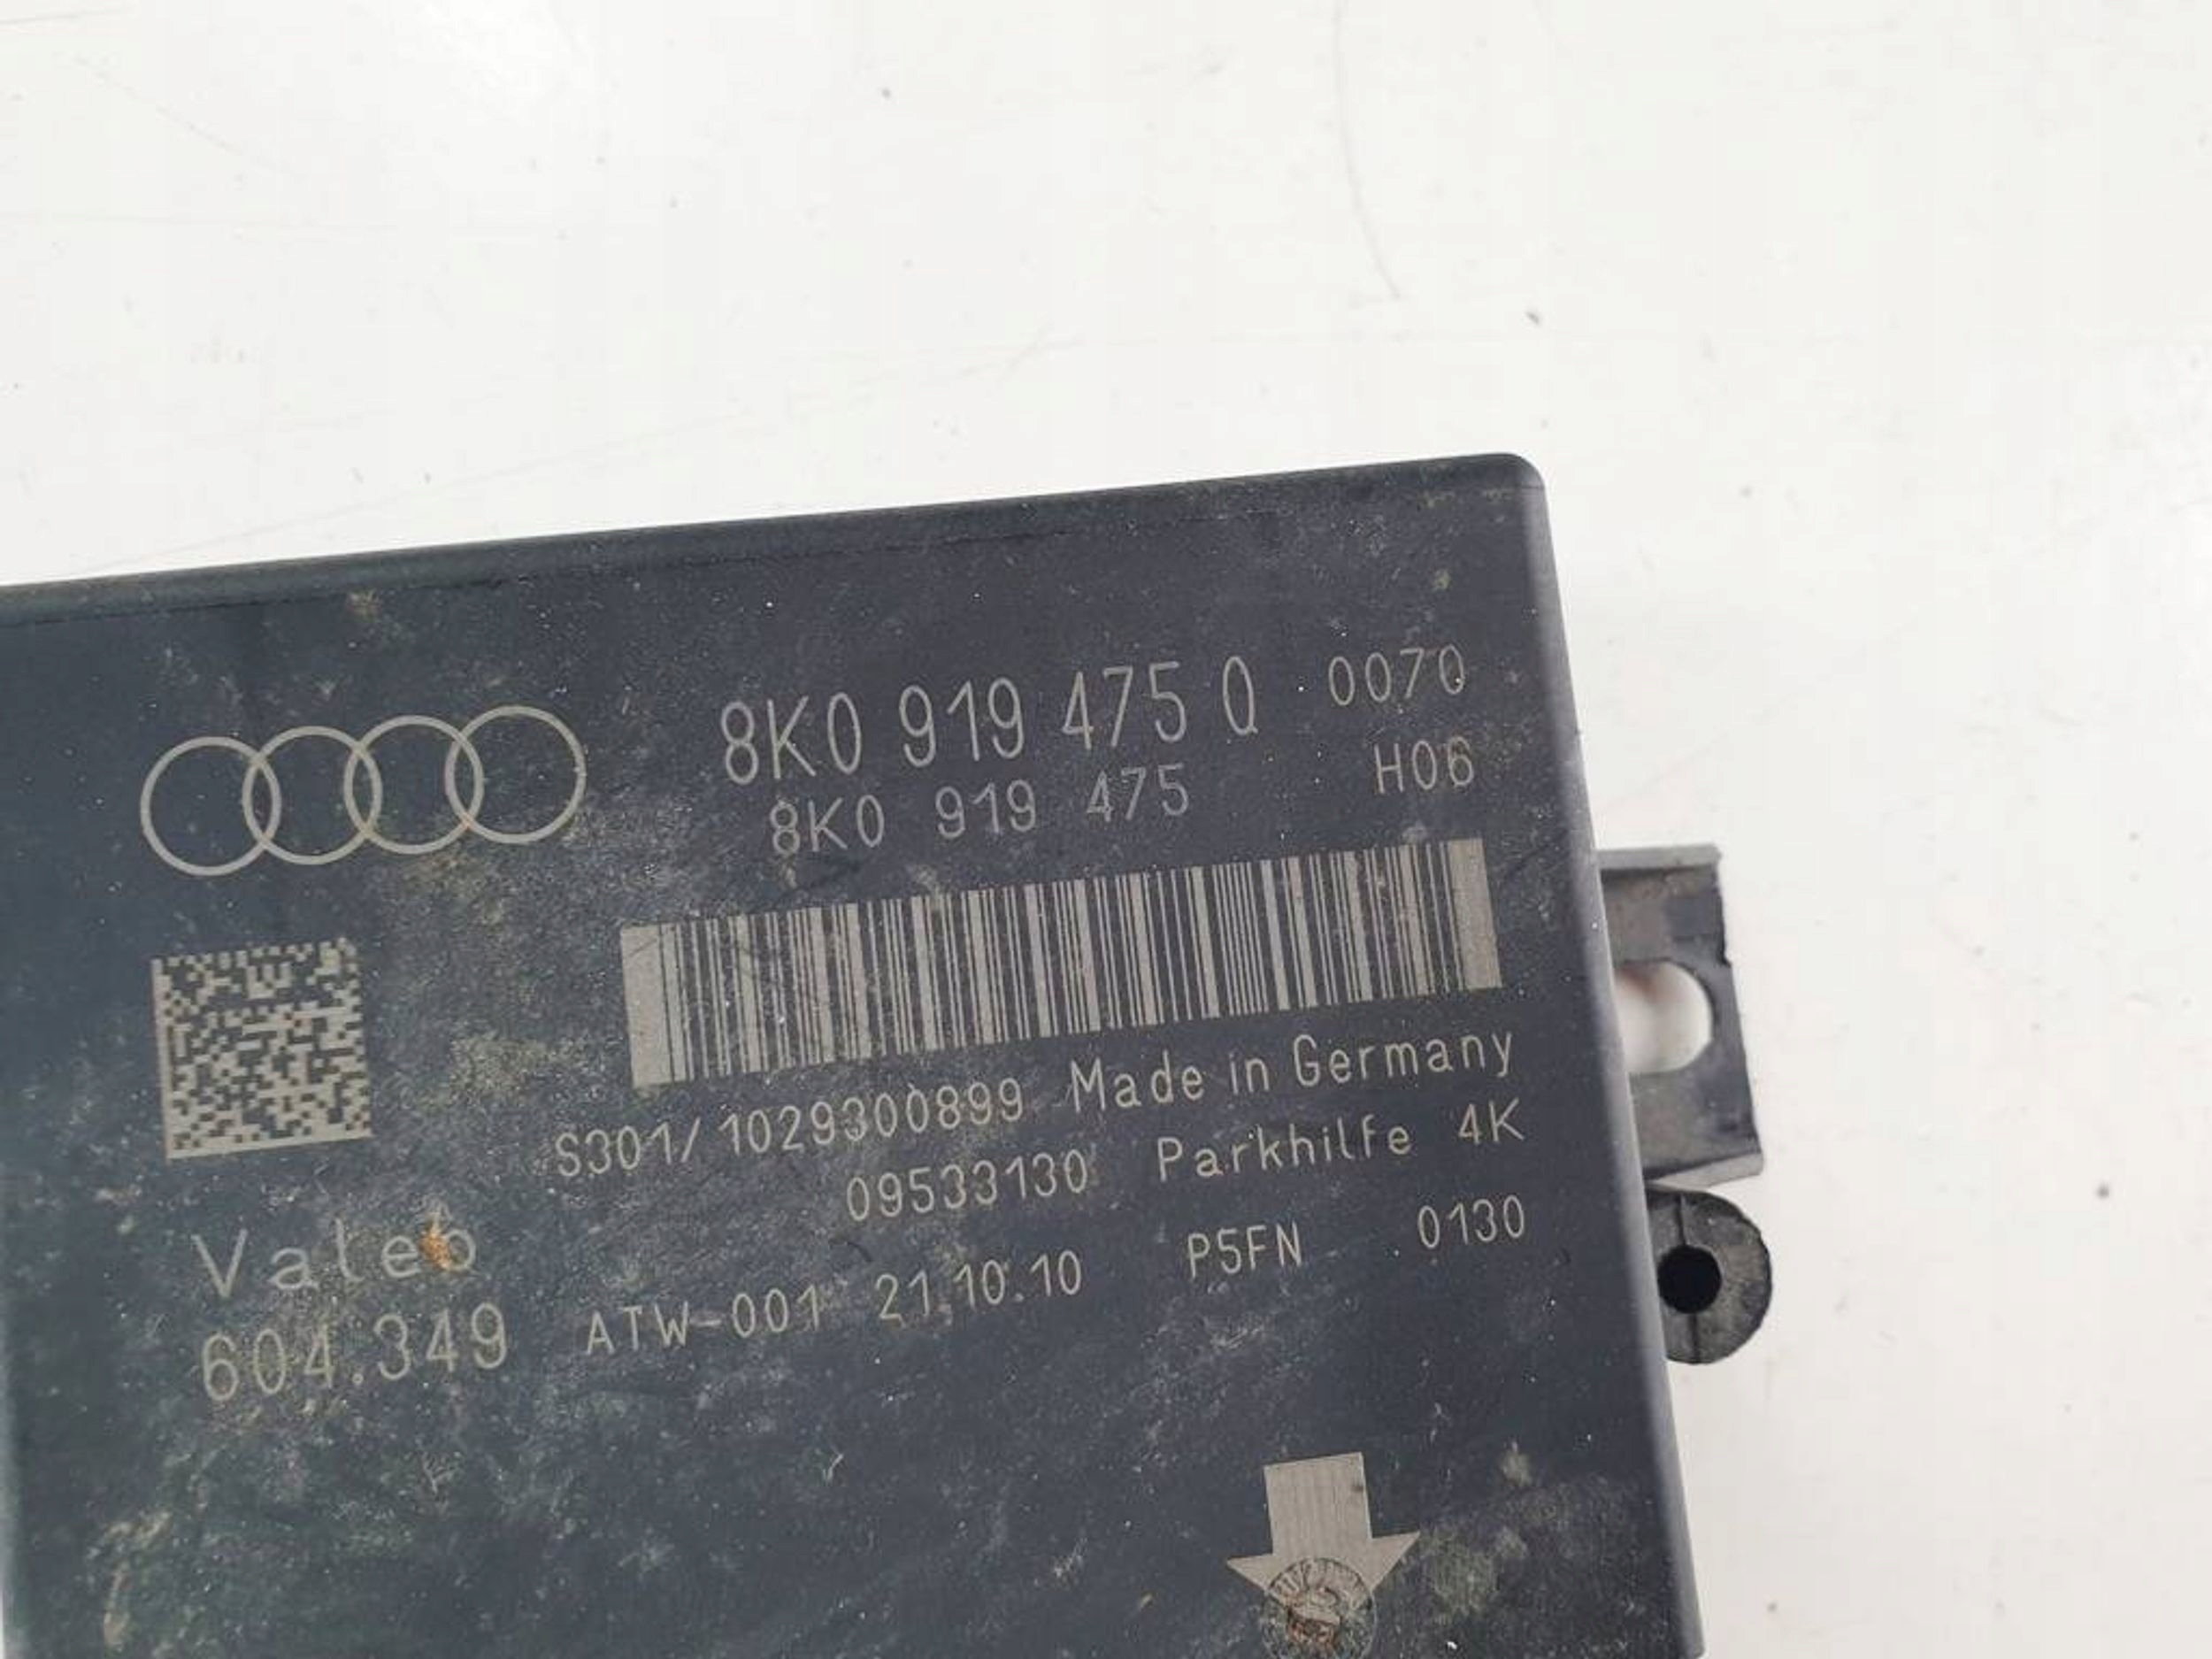 8K0 919 475 Q 0070
8K0 919 475 H06
S301/1029300899 Made in Germany
09533130 Parkhilfe 4K
Valeo
604.349 ATW-001 21.10.10 P5FN 0130